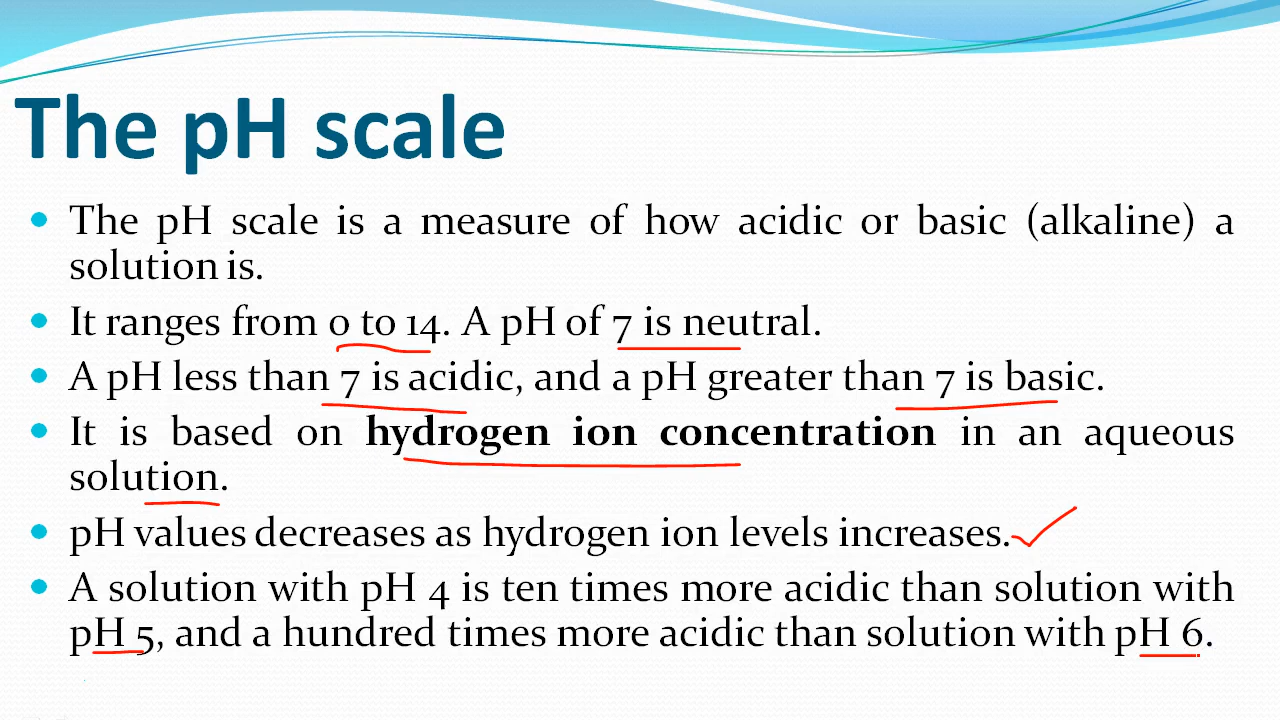 The pH scale
• The pH scale is a measure of how acidic or basic (alkaline) a
solution is.
• It ranges from 0 to 14. A pH of 7 is neutral.
• A pH less than 7 is acidic, and a pH greater than 7 is basic.
• It is based on hydrogen ion concentration in an aqueous
solution.
• pH values decreases as hydrogen ion levels increases.
• A solution with pH 4 is ten times more acidic than solution with
pH 5, and a hundred times more acidic than solution with pH 6.